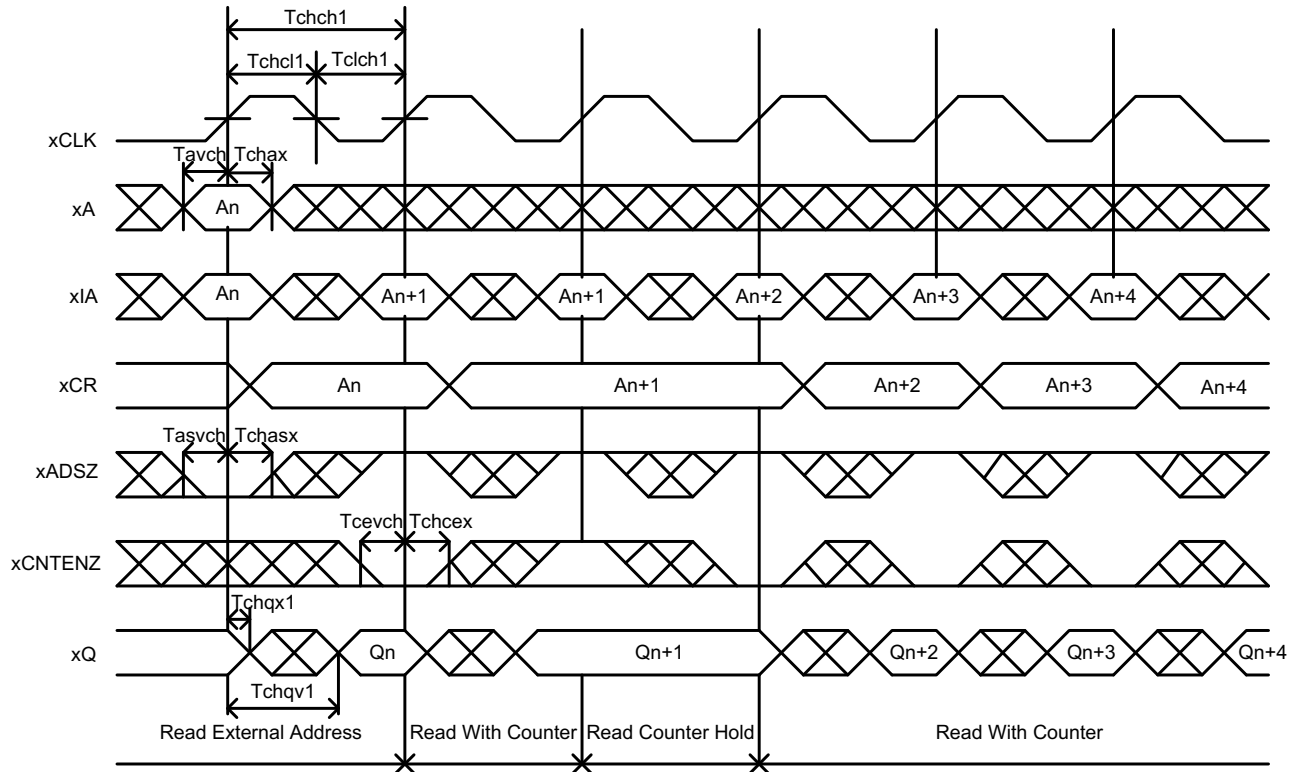 Tchch1
Tchcl1 Tclch1
xCLK
Tavch Tchax
xA An
xIA An An+1 An+1 An+2 An+3 An+4
xCR An An+1 An+2 An+3 An+4
Tasvch Tchasx
xADSZ
Tcevch Tchcex
xCNTENZ
Tchqx1
xQ Qn Qn+1 Qn+2 Qn+3 Qn+4
Tchqv1
Read External Address Read With Counter Read Counter Hold Read With Counter